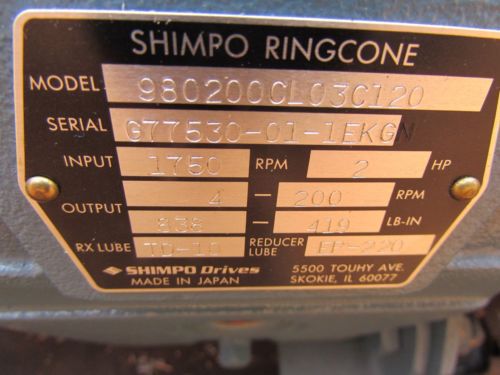 SHIMPO RINGCONE
MODEL 980200CL03C120
SERIAL G77530-01-1EKGN
INPUT 1750 RPM 2 HP
OUTPUT 4 - 200 RPM
838 - 419 LB-IN
RX LUBE TD-10 REDUCER LUBE EP-220
SHIMPO Drives 5500 TOUHY AVE.
MADE IN JAPAN SKOKIE, IL 60077